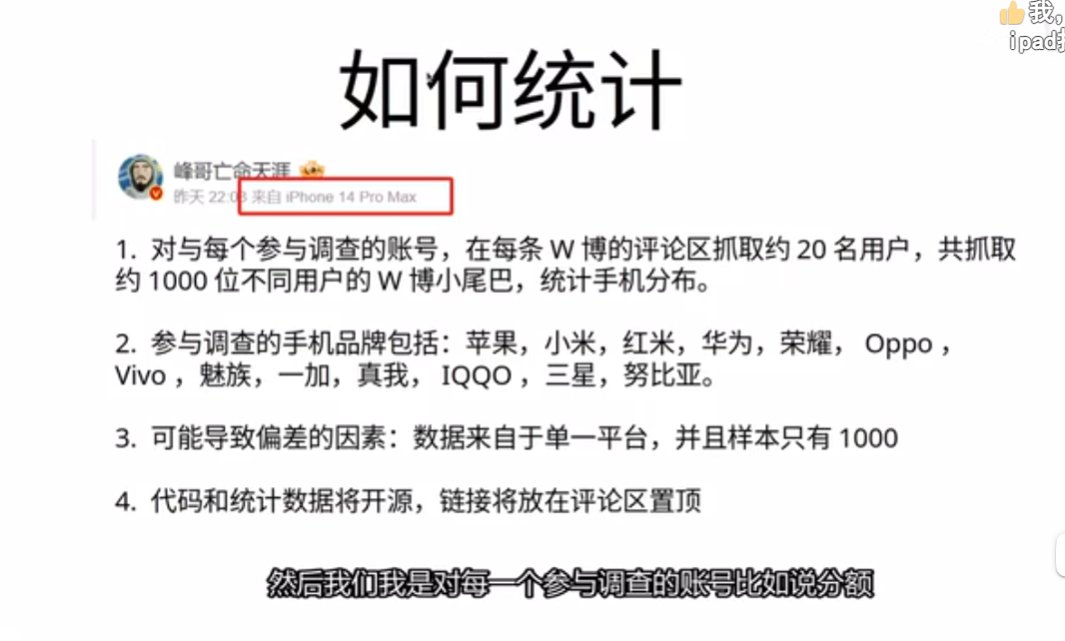 👍我,
ipad
如何统计
峰哥亡命天涯
昨天 22:03 来自 iPhone 14 Pro Max
1. 对与每个参与调查的账号，在每条 W 博的评论区抓取约 20 名用户，共抓取
约 1000 位不同用户的 W 博小尾巴，统计手机分布。
2. 参与调查的手机品牌包括：苹果，小米，红米，华为，荣耀， Oppo ，
Vivo ，魅族，一加，真我， IQQO ，三星，努比亚。
3. 可能导致偏差的因素：数据来自于单一平台，并且样本只有 1000
4. 代码和统计数据将开源，链接将放在评论区置顶
然后我们我是对每一个参与调查的账号比如说分额